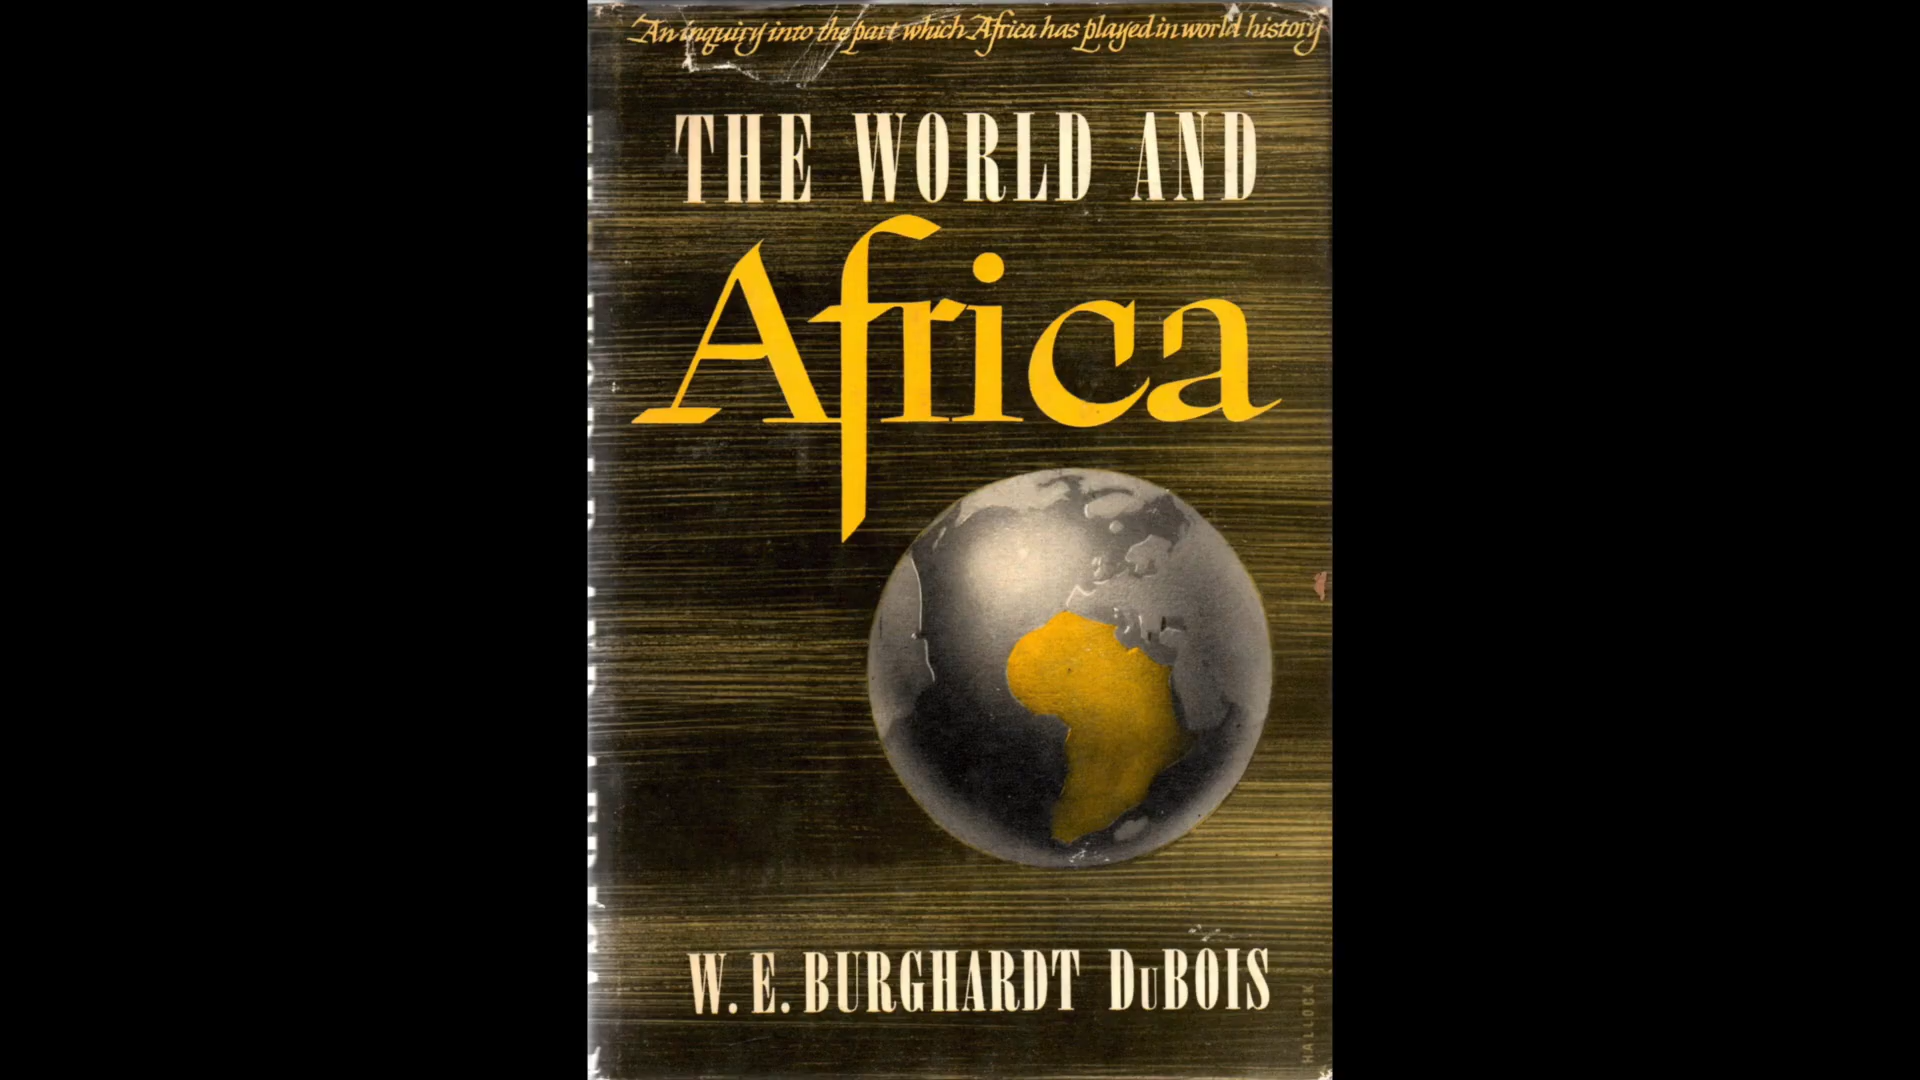 An inquiry into the part which Africa has played in world history
THE WORLD AND
Africa
W. E. BURGHARDT DuBOIS
HALLOCK